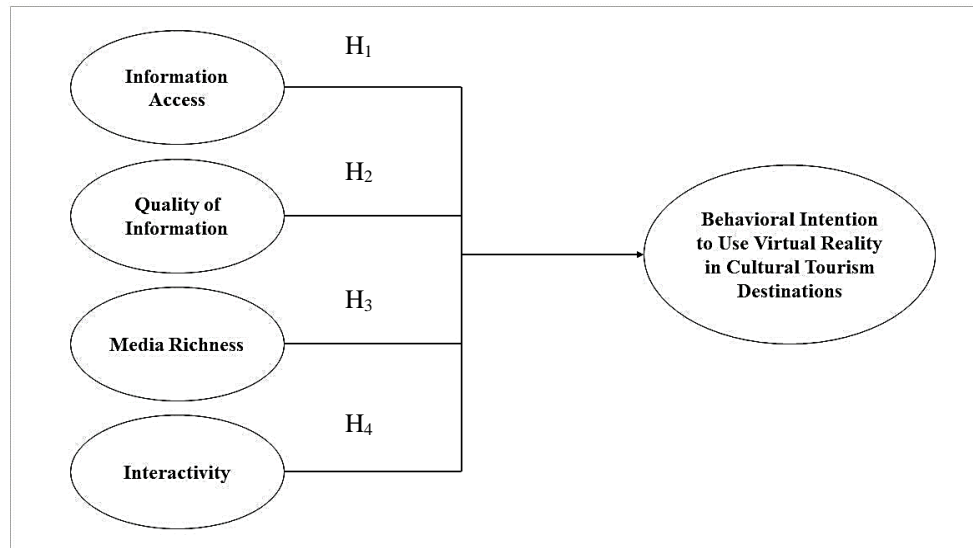 H₁
Information
Access
H₂
Quality of
Information
H₃
Media Richness
H₄
Interactivity
Behavioral Intention
to Use Virtual Reality
in Cultural Tourism
Destinations